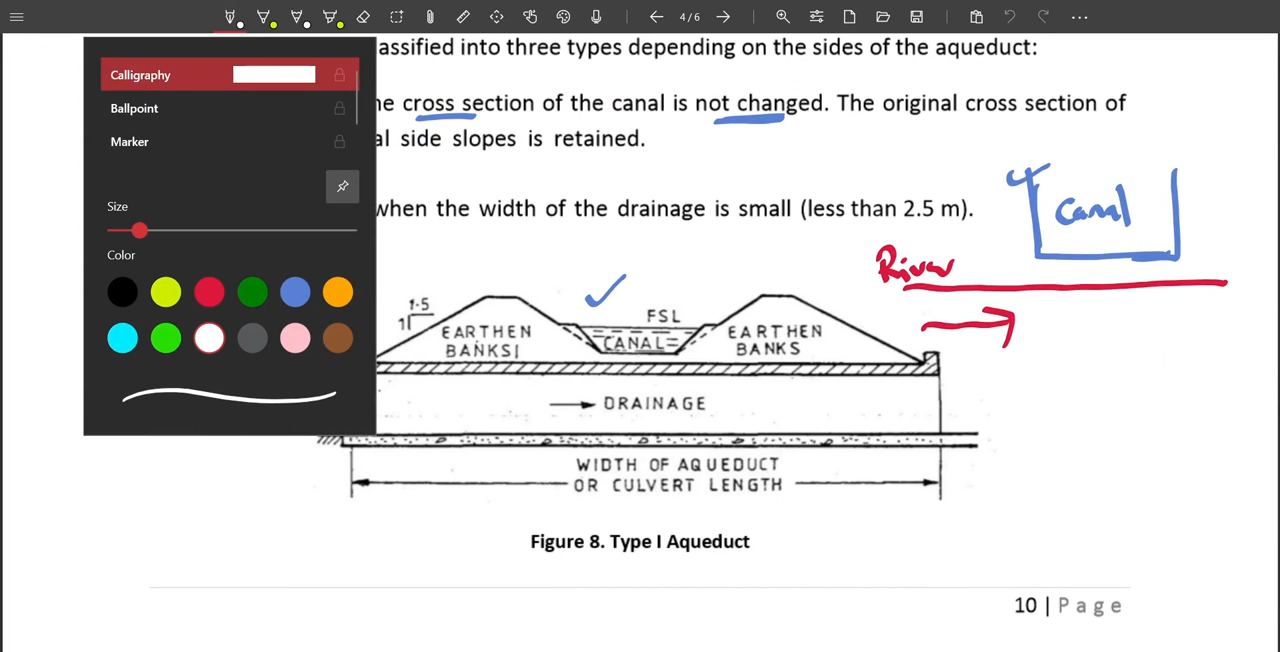 4 / 6
assified into three types depending on the sides of the aqueduct:
Calligraphy
Ballpoint
Marker
Size
Color
he cross section of the canal is not changed. The original cross section of
al side slopes is retained.
when the width of the drainage is small (less than 2.5 m).
Canal
River
1.5
1
EARTHEN
BANKS
FSL
CANAL
EARTHEN
BANKS
DRAINAGE
WIDTH OF AQUEDUCT
OR CULVERT LENGTH
Figure 8. Type I Aqueduct
10 | Page